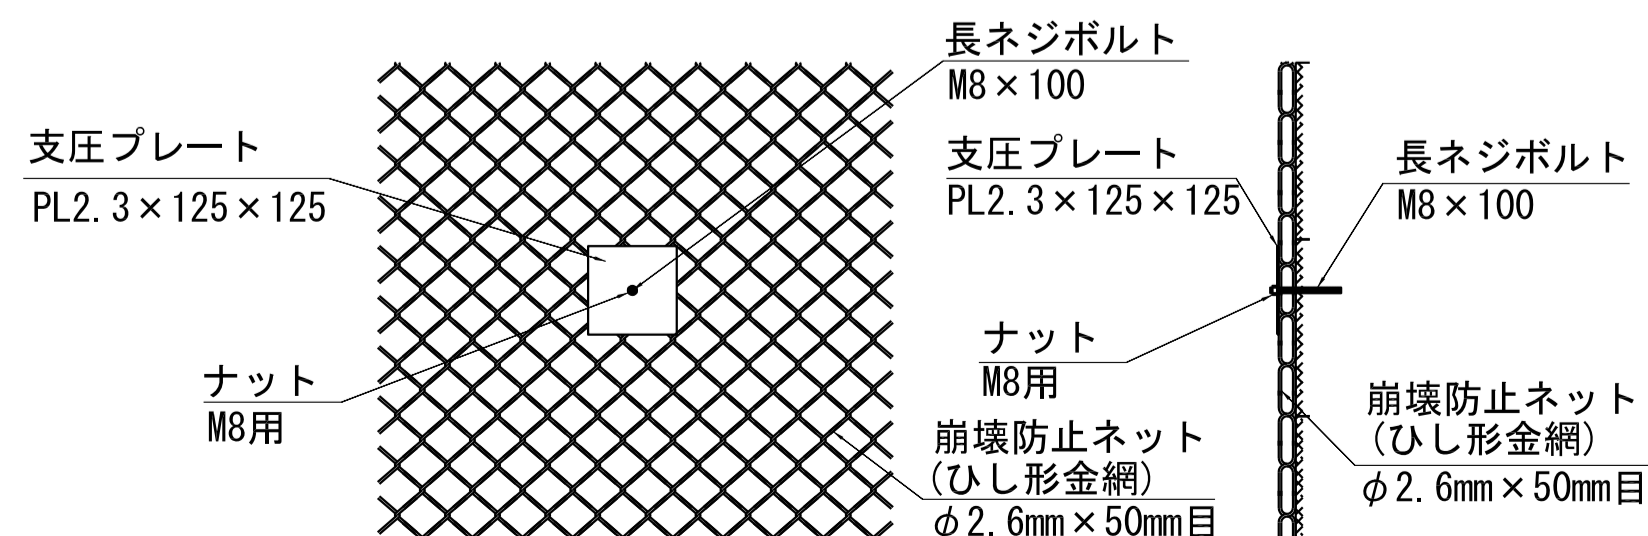 支圧プレート
PL2.3×125×125
ナット
M8用
長ネジボルト
M8×100
崩壊防止ネット
(ひし形金網)
φ2.6mm×50mm目
支圧プレート
PL2.3×125×125
ナット
M8用
長ネジボルト
M8×100
崩壊防止ネット
(ひし形金網)
φ2.6mm×50mm目